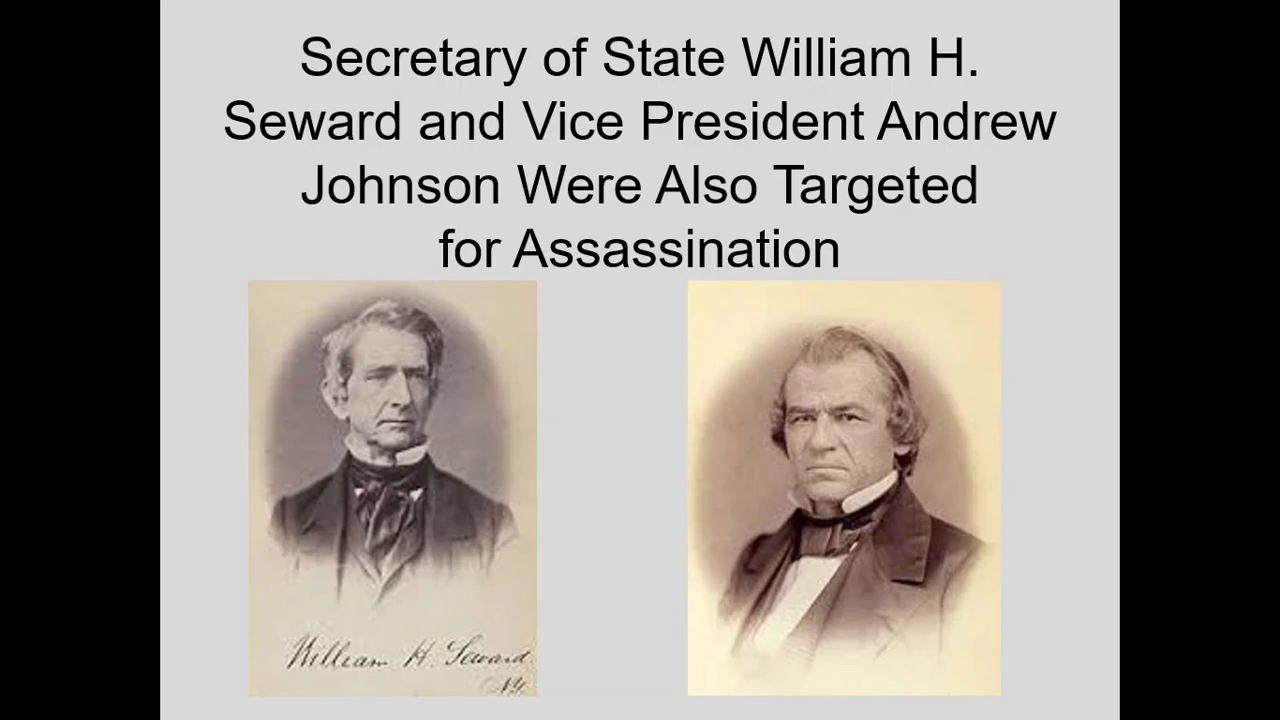 Secretary of State William H.
Seward and Vice President Andrew
Johnson Were Also Targeted
for Assassination
William H. Seward
N.Y.